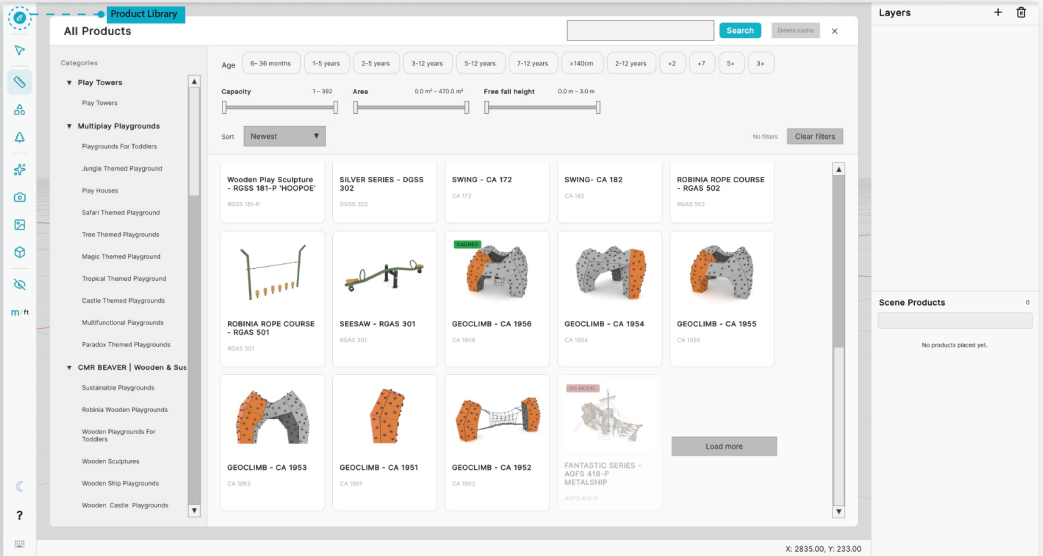 Product Library
Layers
All Products
Search
Delete cache
Categories
Play Towers
Play Towers
Multiplay Playgrounds
Playgrounds For Toddlers
Jungle Themed Playground
Play Houses
Safari Themed Playground
Tree Themed Playgrounds
Magic Themed Playground
Tropical Themed Playground
Castle Themed Playgrounds
Multifunctional Playgrounds
Paradox Themed Playgrounds
CMR BEAVER | Wooden & Sus
Sustainable Playgrounds
Robinia Wooden Playgrounds
Wooden Playgrounds For
Toddlers
Wooden Sculptures
Wooden Ship Playgrounds
Wooden Castle Playgrounds
m/ft
?
Age 6-36 months 1-5 years 2-5 years 3-12 years 5-12 years 7-12 years >140cm 2-12 years +2 +7 5+ 3+
Capacity 1 - 392 Area 0.0 m² - 470.0 m² Free fall height 0.0 m - 3.0 m
Sort Newest No filters Clear filters
Wooden Play Sculpture
- RGSS 181-P 'HOOPOE'
RGSS 181-P
SILVER SERIES - DGSS
302
DGSS 302
SWING - CA 172
CA 172
SWING- CA 182
CA 182
ROBINIA ROPE COURSE
- RGAS 502
RGAS 502
ROBINIA ROPE COURSE
- RGAS 501
RGAS 501
SEESAW - RGAS 301
RGAS 301
CACHED
GEOCLIMB - CA 1956
CA 1956
GEOCLIMB - CA 1954
CA 1954
GEOCLIMB - CA 1955
CA 1955
GEOCLIMB - CA 1953
CA 1953
GEOCLIMB - CA 1951
CA 1951
GEOCLIMB - CA 1952
CA 1952
NO MODEL
FANTASTIC SERIES -
AGFS 416-P
METALSHIP
AGFS 416-P
Load more
Scene Products 0
No products placed yet.
X: 2835.00, Y: 233.00